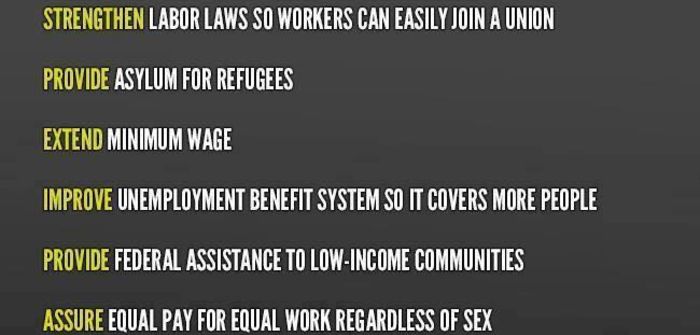 STRENGTHEN LABOR LAWS SO WORKERS CAN EASILY JOIN A UNION
PROVIDE ASYLUM FOR REFUGEES
EXTEND MINIMUM WAGE
IMPROVE UNEMPLOYMENT BENEFIT SYSTEM SO IT COVERS MORE PEOPLE
PROVIDE FEDERAL ASSISTANCE TO LOW-INCOME COMMUNITIES
ASSURE EQUAL PAY FOR EQUAL WORK REGARDLESS OF SEX